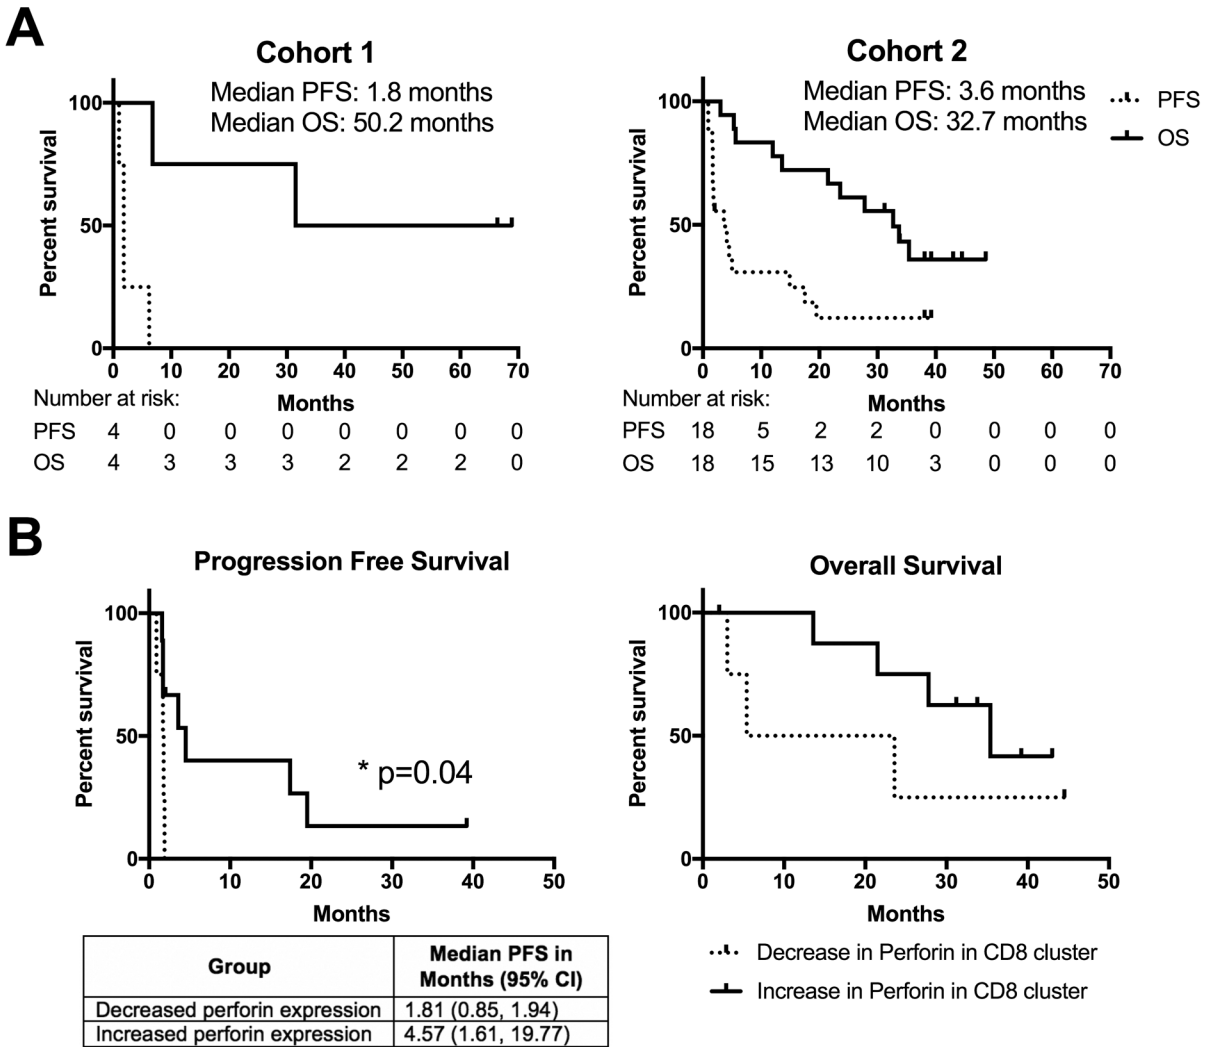 A
Cohort 1
Median PFS: 1.8 months
Median OS: 50.2 months
Percent survival
100
50
0
0 10 20 30 40 50 60 70
Months
Number at risk:
PFS 4 0 0 0 0 0 0 0
OS 4 3 3 3 2 2 2 0
Cohort 2
Median PFS: 3.6 months
Median OS: 32.7 months
PFS
OS
Percent survival
100
50
0
0 10 20 30 40 50 60 70
Months
Number at risk:
PFS 18 5 2 2 0 0 0 0
OS 18 15 13 10 3 0 0 0
B
Progression Free Survival
Percent survival
100
50
0
* p=0.04
0 10 20 30 40 50
Months
Group
Median PFS in
Months (95% CI)
Decreased perforin expression 1.81 (0.85, 1.94)
Increased perforin expression 4.57 (1.61, 19.77)
Overall Survival
Percent survival
100
50
0
0 10 20 30 40 50
Months
Decrease in Perforin in CD8 cluster
Increase in Perforin in CD8 cluster